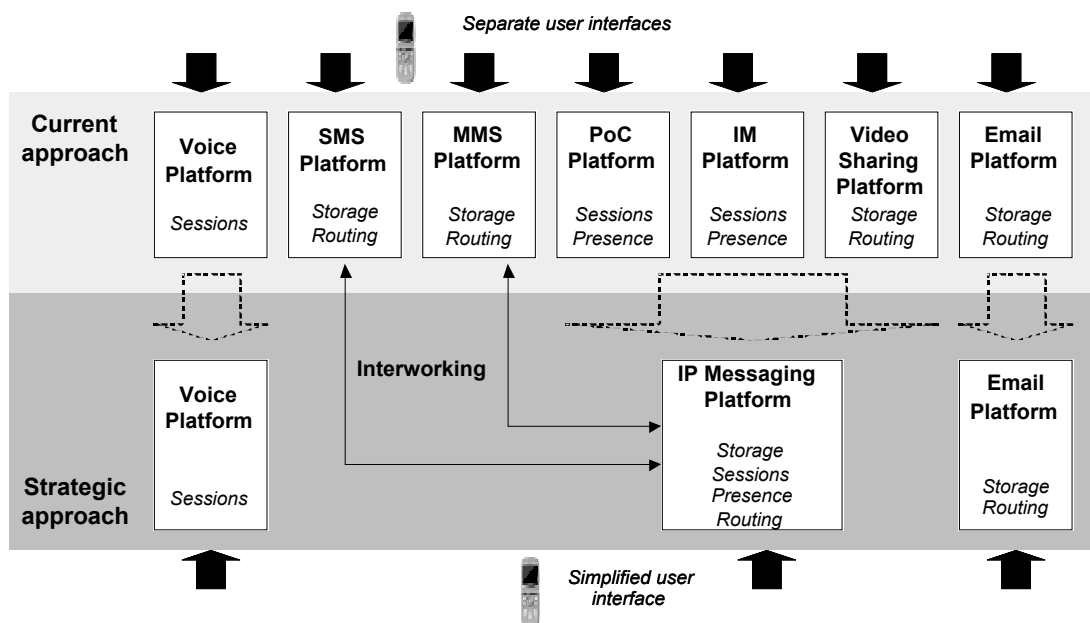 Separate user interfaces
Current
approach
Voice
Platform
Sessions
SMS
Platform
Storage
Routing
MMS
Platform
Storage
Routing
PoC
Platform
Sessions
Presence
IM
Platform
Sessions
Presence
Video
Sharing
Platform
Storage
Routing
Email
Platform
Storage
Routing
Strategic
approach
Voice
Platform
Sessions
Interworking
IP Messaging
Platform
Storage
Sessions
Presence
Routing
Email
Platform
Storage
Routing
Simplified user
interface